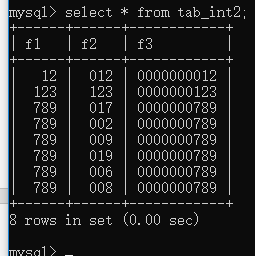 mysql> select * from tab_int2;
+------+------+------------+
| f1   | f2   | f3         |
+------+------+------------+
|   12 |  012 | 0000000012 |
|  123 |  123 | 0000000123 |
|  789 |  017 | 0000000789 |
|  789 |  002 | 0000000789 |
|  789 |  009 | 0000000789 |
|  789 |  019 | 0000000789 |
|  789 |  006 | 0000000789 |
|  789 |  008 | 0000000789 |
+------+------+------------+
8 rows in set (0.00 sec)
mysql> _